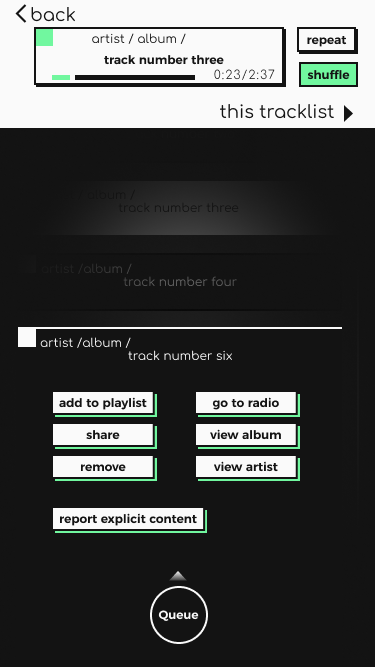 back
artist / album /
repeat
track number three
0:23/2:37
shuffle
this tracklist
album /
track number three
artist /album /
track number four
artist /album /
track number six
add to playlist
go to radio
share
view album
remove
view artist
report explicit content
Queue